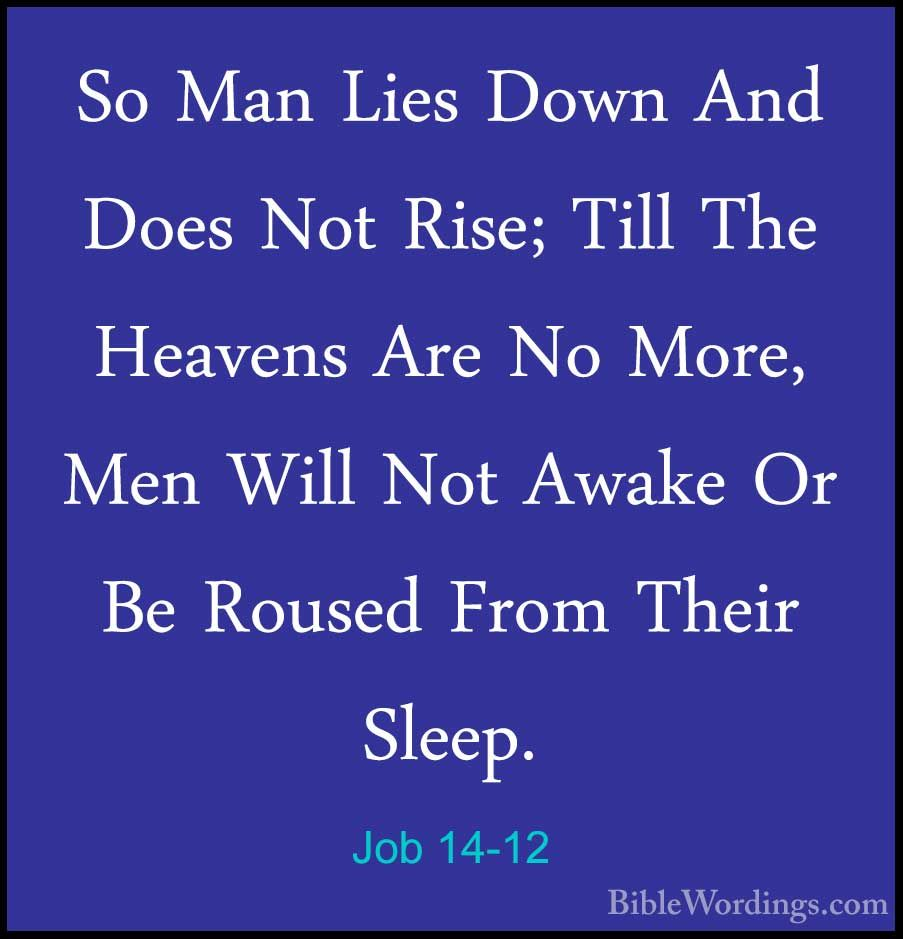 So Man Lies Down And
Does Not Rise; Till The
Heavens Are No More,
Men Will Not Awake Or
Be Roused From Their
Sleep.
Job 14-12
BibleWordings.com